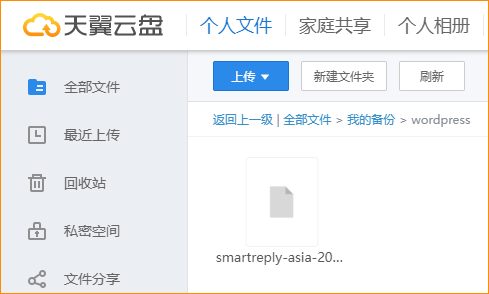 天翼云盘
个人文件 家庭共享 个人相册
全部文件
最近上传
回收站
私密空间
文件分享
上传 新建文件夹 刷新
返回上一级 | 全部文件 > 我的备份 > wordpress
smartreply-asia-20...